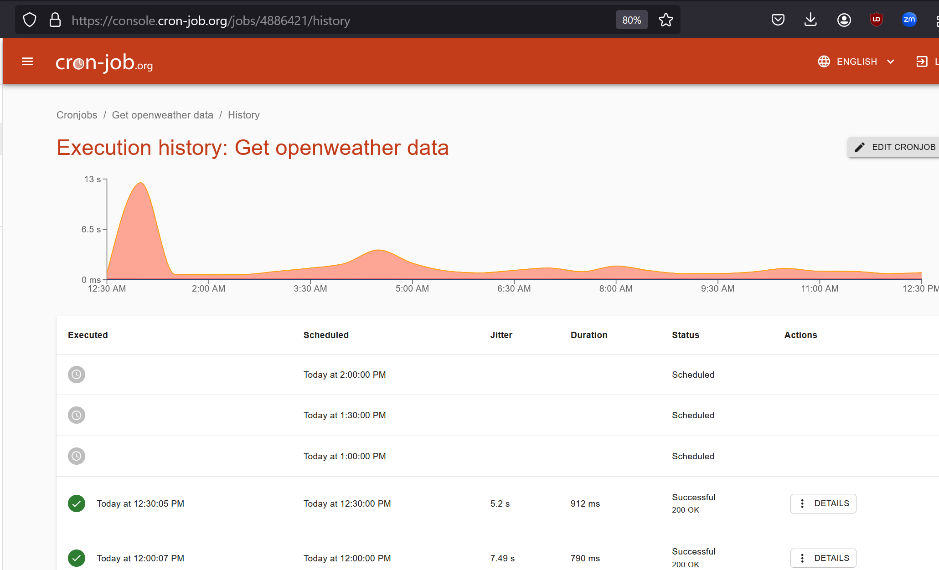 https://console.cron-job.org/jobs/4886421/history
80%
UD
zm
cron-job.org
ENGLISH
Cronjobs / Get openweather data / History
Execution history: Get openweather data
EDIT CRONJOB
13 s
6.5 s
0 ms
12:30 AM 2:00 AM 3:30 AM 5:00 AM 6:30 AM 8:00 AM 9:30 AM 11:00 AM 12:30 PM
Executed Scheduled Jitter Duration Status Actions
Today at 2:00:00 PM Scheduled
Today at 1:30:00 PM Scheduled
Today at 1:00:00 PM Scheduled
Today at 12:30:05 PM Today at 12:30:00 PM 5.2 s 912 ms Successful DETAILS
200 OK
Today at 12:00:07 PM Today at 12:00:00 PM 7.49 s 790 ms Successful DETAILS
200 OK